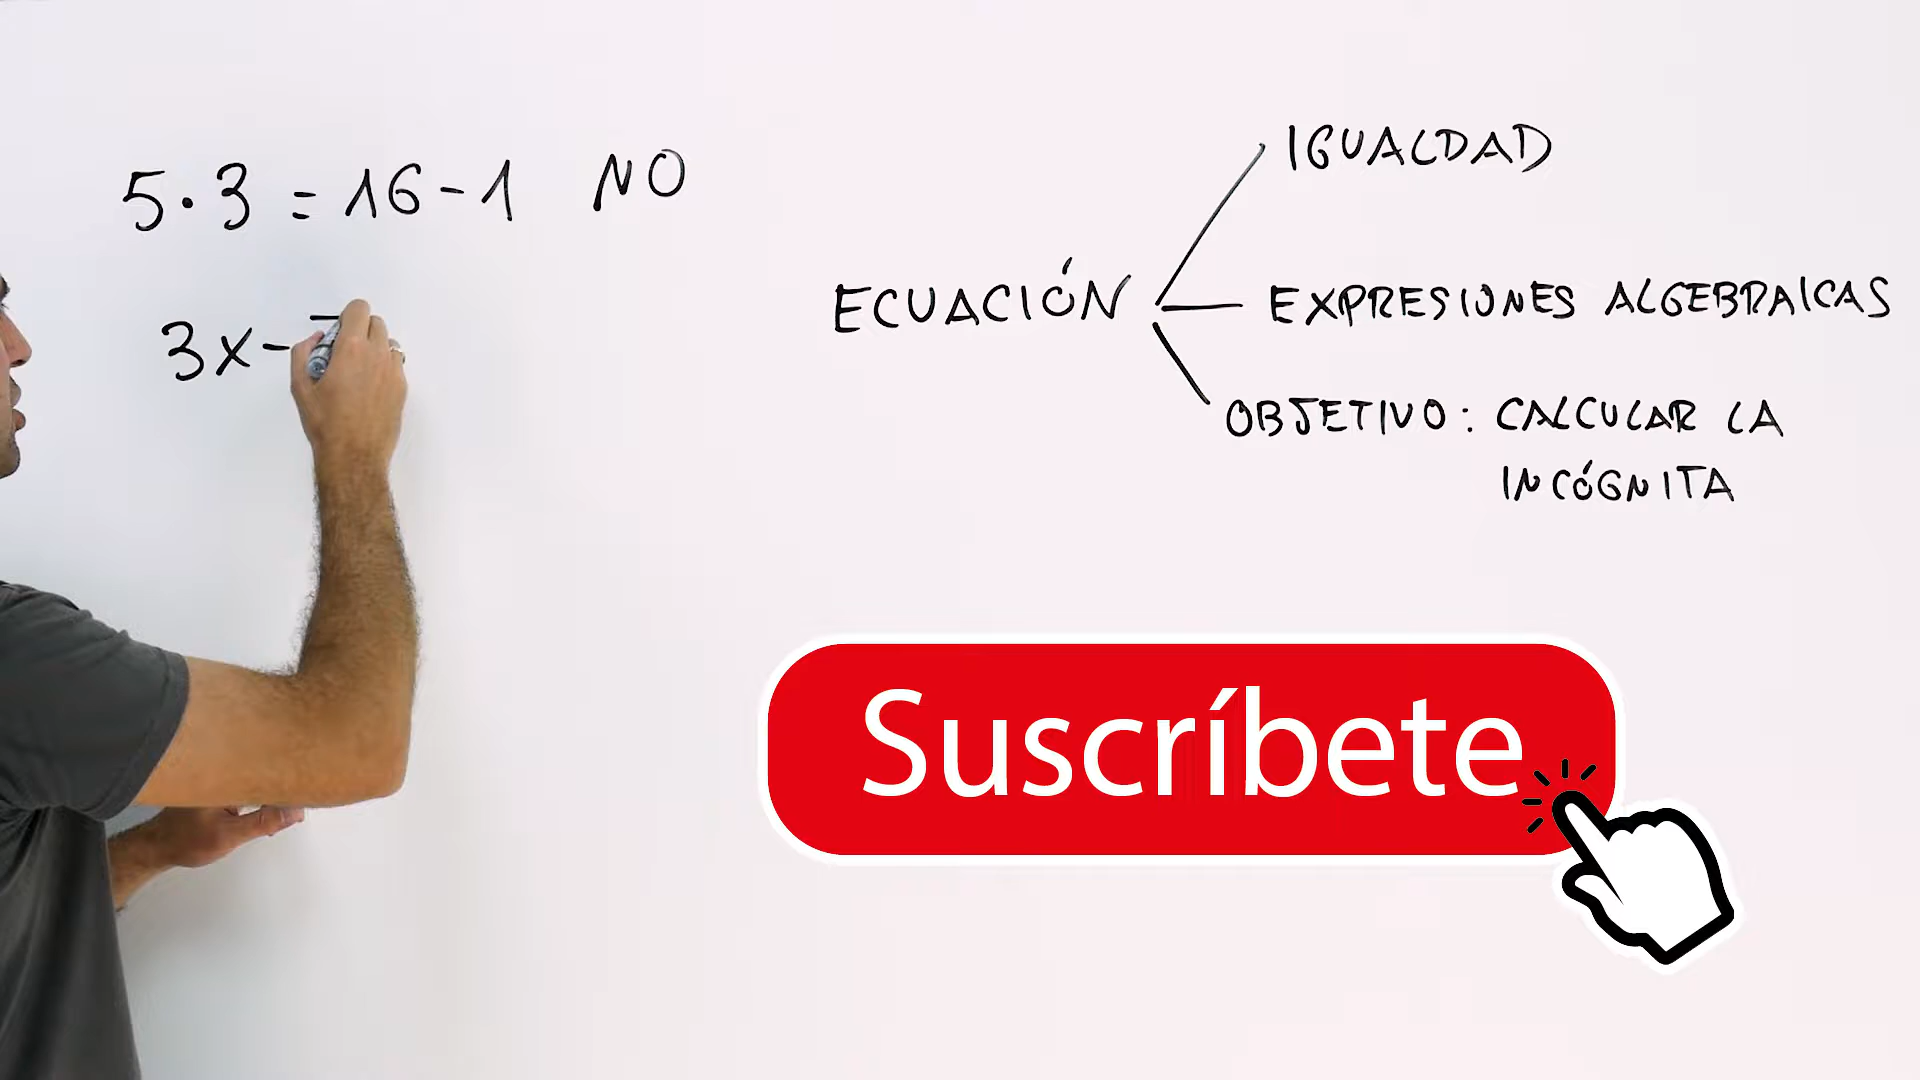 5·3 = 16-1 NO
3x-
ECUACIÓN
IGUALDAD
EXPRESIONES ALGEBRAICAS
OBJETIVO: CALCULAR LA
INCÓGNITA
Suscríbete